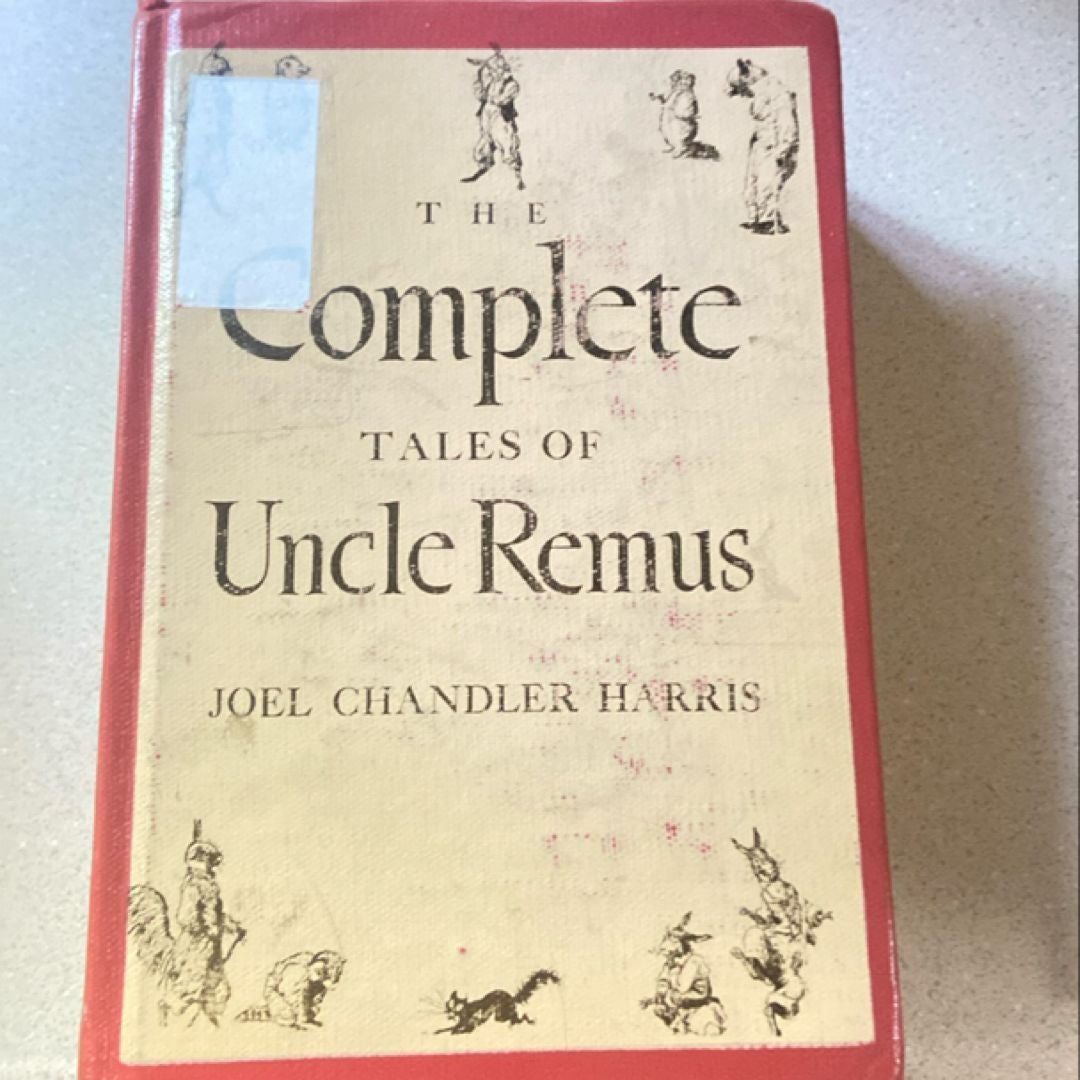 THE
Complete
TALES OF
Uncle Remus
JOEL CHANDLER HARRIS